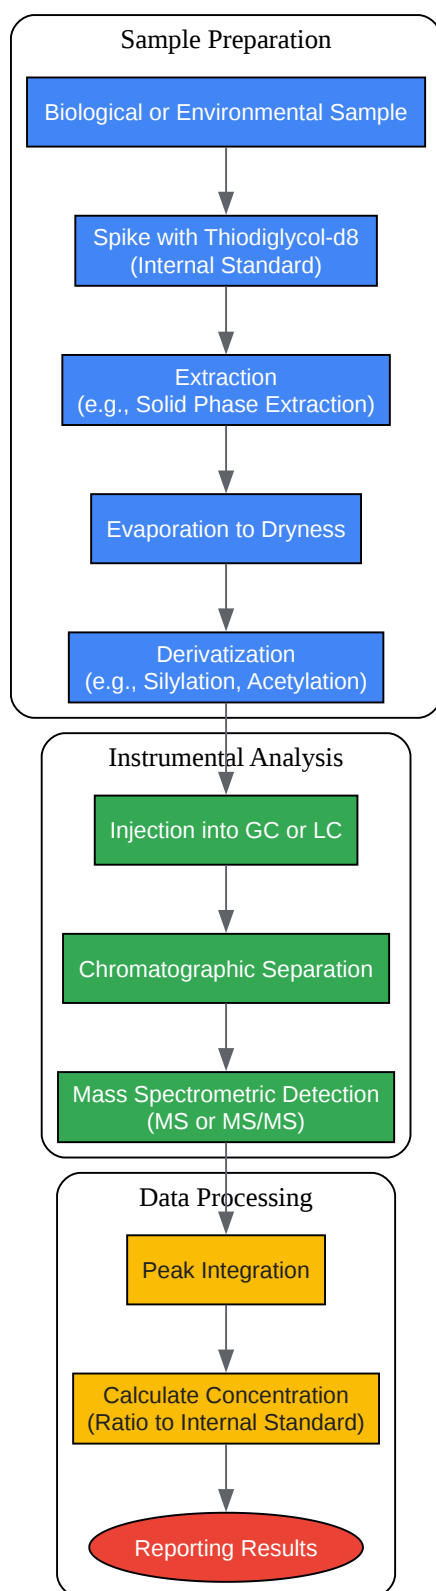 Sample Preparation
Biological or Environmental Sample
Spike with Thiodiglycol-d8
(Internal Standard)
Extraction
(e.g., Solid Phase Extraction)
Evaporation to Dryness
Derivatization
(e.g., Silylation, Acetylation)
Instrumental Analysis
Injection into GC or LC
Chromatographic Separation
Mass Spectrometric Detection
(MS or MS/MS)
Data Processing
Peak Integration
Calculate Concentration
(Ratio to Internal Standard)
Reporting Results